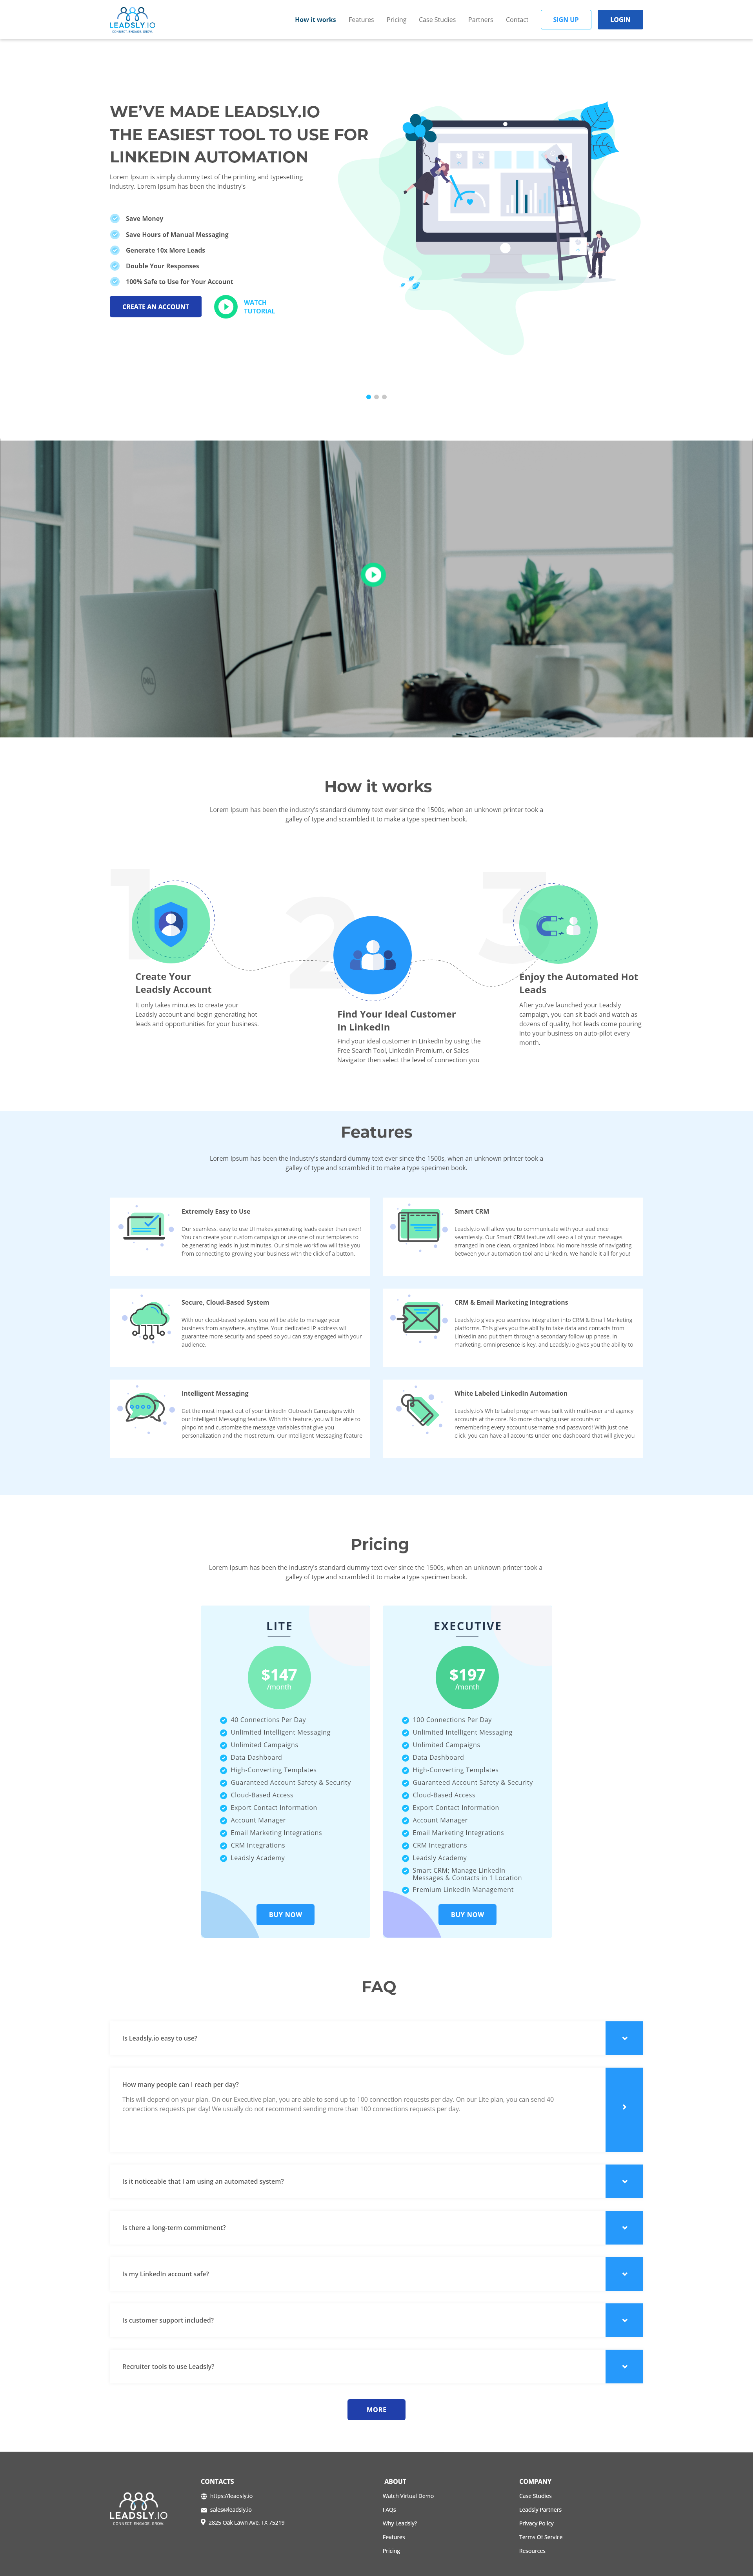 LEADSLY.IO
CONNECT. ENGAGE. GROW.
How it works
Features
Pricing
Case Studies
Partners
Contact
SIGN UP
LOGIN
WE'VE MADE LEADSLY.IO
THE EASIEST TOOL TO USE FOR
LINKEDIN AUTOMATION
Lorem Ipsum is simply dummy text of the printing and typesetting
industry. Lorem Ipsum has been the industry's
Save Money
Save Hours of Manual Messaging
Generate 10x More Leads
Double Your Responses
100% Safe to Use for Your Account
CREATE AN ACCOUNT
WATCH
TUTORIAL
DELL
How it works
Lorem Ipsum has been the industry's standard dummy text ever since the 1500s, when an unknown printer took a
galley of type and scrambled it to make a type specimen book.
1
Create Your
Leadsly Account
It only takes minutes to create your
Leadsly account and begin generating hot
leads and opportunities for your business.
2
Find Your Ideal Customer
In LinkedIn
Find your ideal customer in LinkedIn by using the
Free Search Tool, LinkedIn Premium, or Sales
Navigator then select the level of connection you
3
Enjoy the Automated Hot
Leads
After you've launched your Leadsly
campaign, you can sit back and watch as
dozens of quality, hot leads come pouring
into your business on auto-pilot every
month.
Features
Lorem Ipsum has been the industry's standard dummy text ever since the 1500s, when an unknown printer took a
galley of type and scrambled it to make a type specimen book.
Extremely Easy to Use
Our seamless, easy to use UI makes generating leads easier than ever!
You can create your custom campaign or use one of our templates to
be generating leads in just minutes. Our simple workflow will take you
from connecting to growing your business with the click of a button.
Smart CRM
Leadsly.io will allow you to communicate with your audience
seamlessly. Our Smart CRM feature will keep all of your messages
arranged in one clean, organized inbox. No more hassle of navigating
between your automation tool and LinkedIn. We handle it all for you!
Secure, Cloud-Based System
With our cloud-based system, you will be able to manage your
business from anywhere, anytime. Your dedicated IP address will
guarantee more security and speed so you can stay engaged with your
audience.
CRM & Email Marketing Integrations
Leadsly.io gives you seamless integration into CRM & Email Marketing
platforms. This gives you the ability to take data and contacts from
LinkedIn and put them through a secondary follow-up phase. In
marketing, omnipresence is key, and Leadsly.io gives you the ability to
Intelligent Messaging
Get the most impact out of your LinkedIn Outreach Campaigns with
our Intelligent Messaging feature. With this feature, you will be able to
pinpoint and customize the message variables that give you
personalization and the most return. Our Intelligent Messaging feature
White Labeled LinkedIn Automation
Leadsly.io's White Label program was built with multi-user and agency
accounts at the core. No more changing user accounts or
remembering every account username and password! With just one
click, you can have all accounts under one dashboard that will give you
Pricing
Lorem Ipsum has been the industry's standard dummy text ever since the 1500s, when an unknown printer took a
galley of type and scrambled it to make a type specimen book.
LITE
$147
/month
40 Connections Per Day
Unlimited Intelligent Messaging
Unlimited Campaigns
Data Dashboard
High-Converting Templates
Guaranteed Account Safety & Security
Cloud-Based Access
Export Contact Information
Account Manager
Email Marketing Integrations
CRM Integrations
Leadsly Academy
BUY NOW
EXECUTIVE
$197
/month
100 Connections Per Day
Unlimited Intelligent Messaging
Unlimited Campaigns
Data Dashboard
High-Converting Templates
Guaranteed Account Safety & Security
Cloud-Based Access
Export Contact Information
Account Manager
Email Marketing Integrations
CRM Integrations
Leadsly Academy
Smart CRM; Manage LinkedIn
Messages & Contacts In 1 Location
Premium LinkedIn Management
BUY NOW
FAQ
Is Leadsly.io easy to use?
How many people can I reach per day?
This will depend on your plan. On our Executive plan, you are able to send up to 100 connection requests per day. On our Lite plan, you can send 40
connections requests per day! We usually do not recommend sending more than 100 connections requests per day.
Is it noticeable that I am using an automated system?
Is there a long-term commitment?
Is my LinkedIn account safe?
Is customer support included?
Recruiter tools to use Leadsly?
MORE
LEADSLY.IO
CONNECT. ENGAGE. GROW.
CONTACTS
https://leadsly.io
sales@leadsly.io
2825 Oak Lawn Ave, TX 75219
ABOUT
Watch Virtual Demo
FAQs
Why Leadsly?
Features
Pricing
COMPANY
Case Studies
Leadsly Partners
Privacy Policy
Terms Of Service
Resources